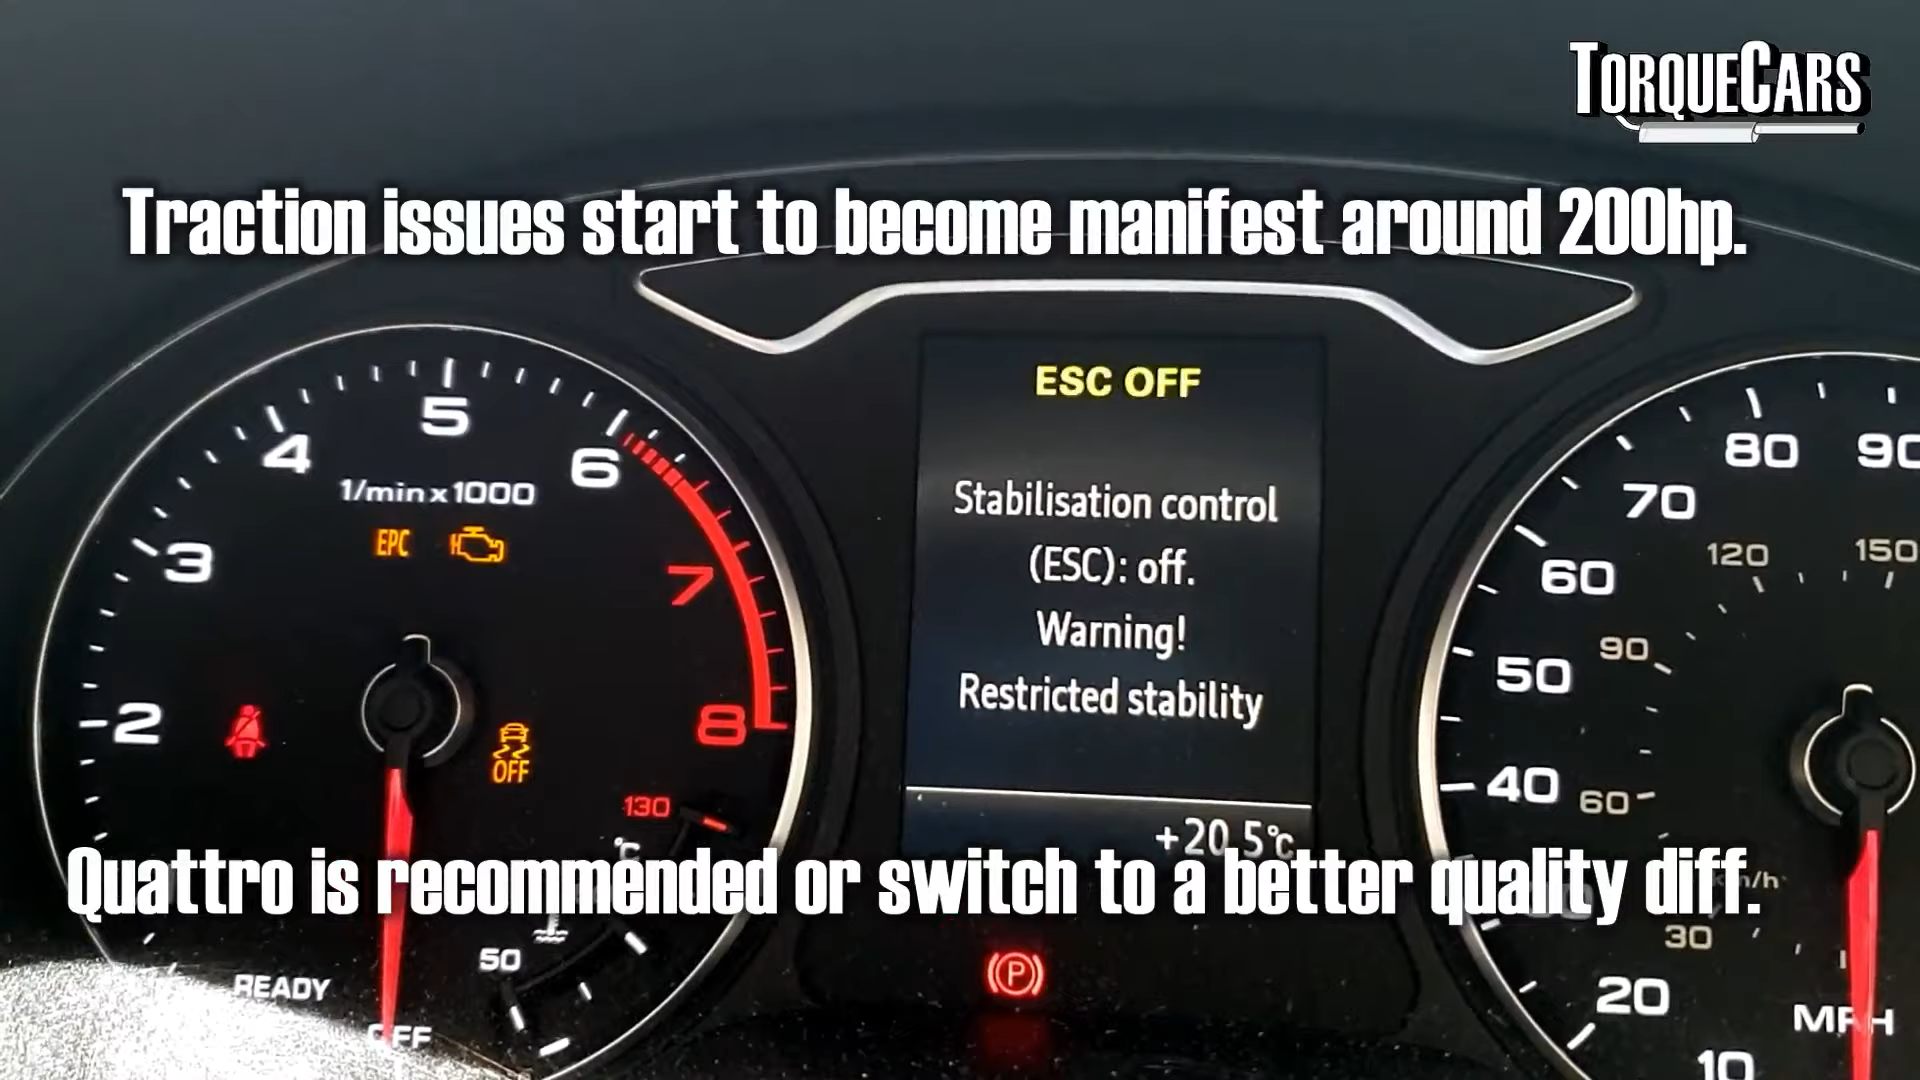 TORQUECARS
Traction issues start to become manifest around 200hp.
ESC OFF
Stabilisation control
(ESC): off.
Warning!
Restricted stability
+20.5°C
1/min x 1000
2
3
4
5
6
7
8
EPC
OFF
130
°C
50
READY
OFF
Quattro is recommended or switch to a better quality diff.
P
10
20
40
50
60
70
80
90
30
60
90
120
150
km/h
MPH